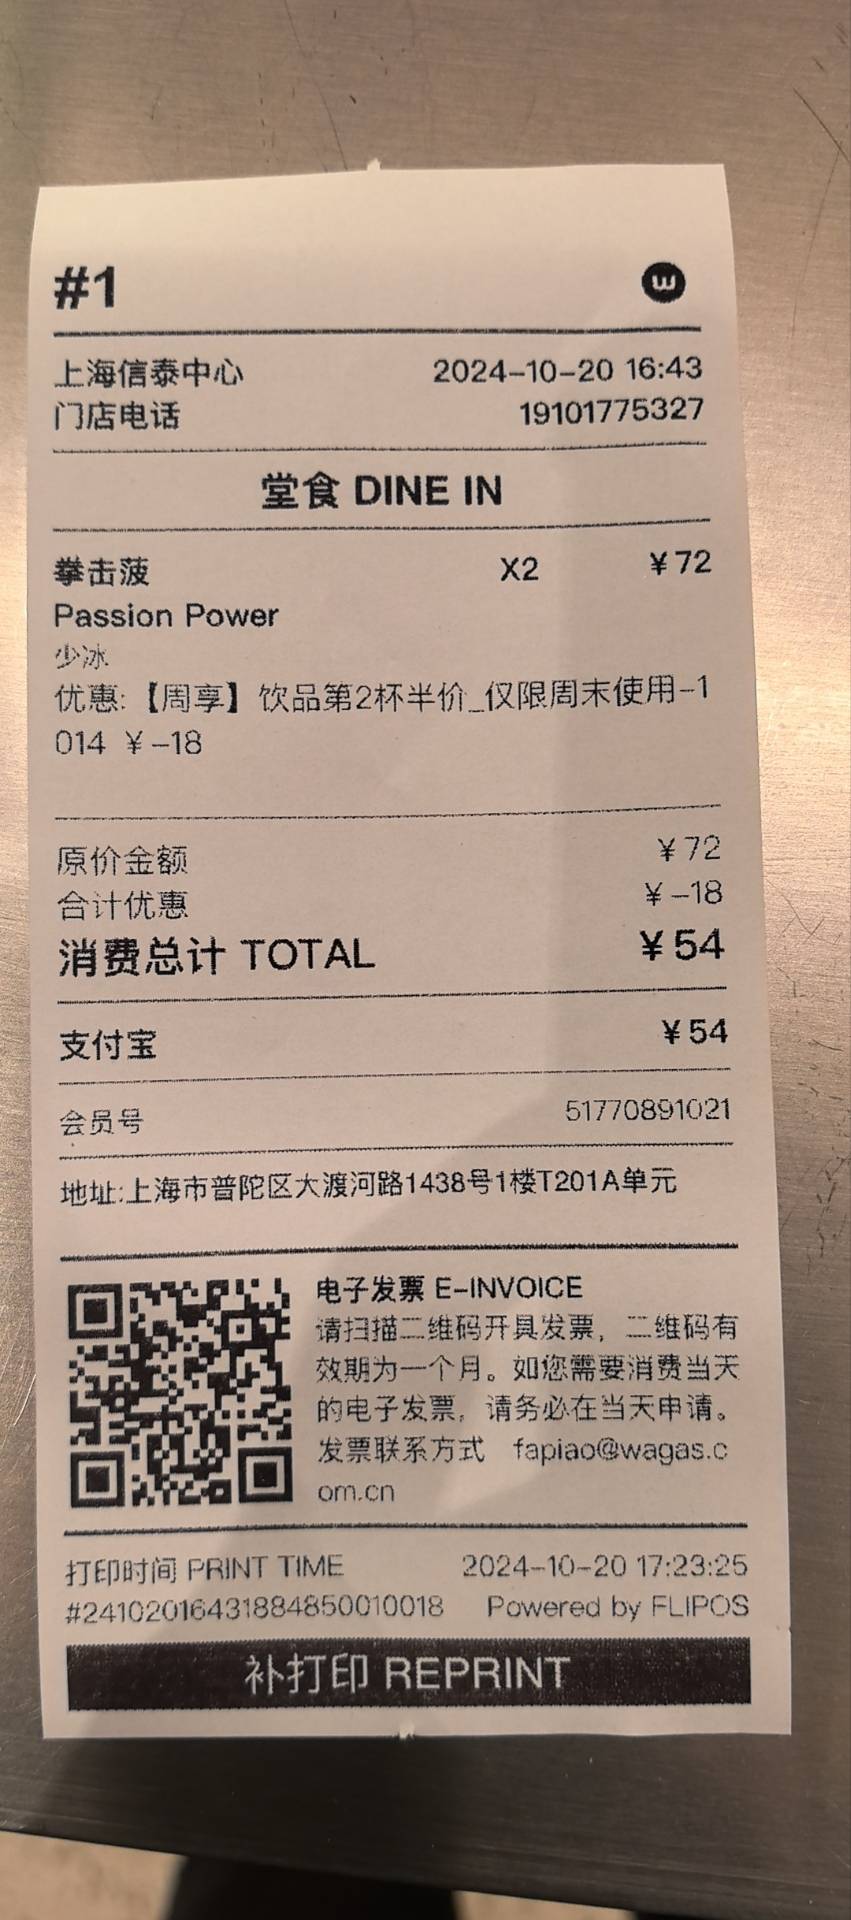 #1
上海信泰中心 2024-10-20 16:43
门店电话 19101775327
堂食 DINE IN
拳击菠 X2 ¥72
Passion Power
少冰
优惠:【周享】饮品第2杯半价_仅限周末使用-1
014 ¥-18
原价金额 ¥72
合计优惠 ¥-18
消费总计 TOTAL ¥54
支付宝 ¥54
会员号 51770891021
地址:上海市普陀区大渡河路1438号1楼T201A单元
电子发票 E-INVOICE
请扫描二维码开具发票，二维码有
效期为一个月。如您需要消费当天
的电子发票，请务必在当天申请。
发票联系方式 fapiao@wagas.c
om.cn
打印时间 PRINT TIME 2024-10-20 17:23:25
#24102016431884850010018 Powered by FLIPOS
补打印 REPRINT